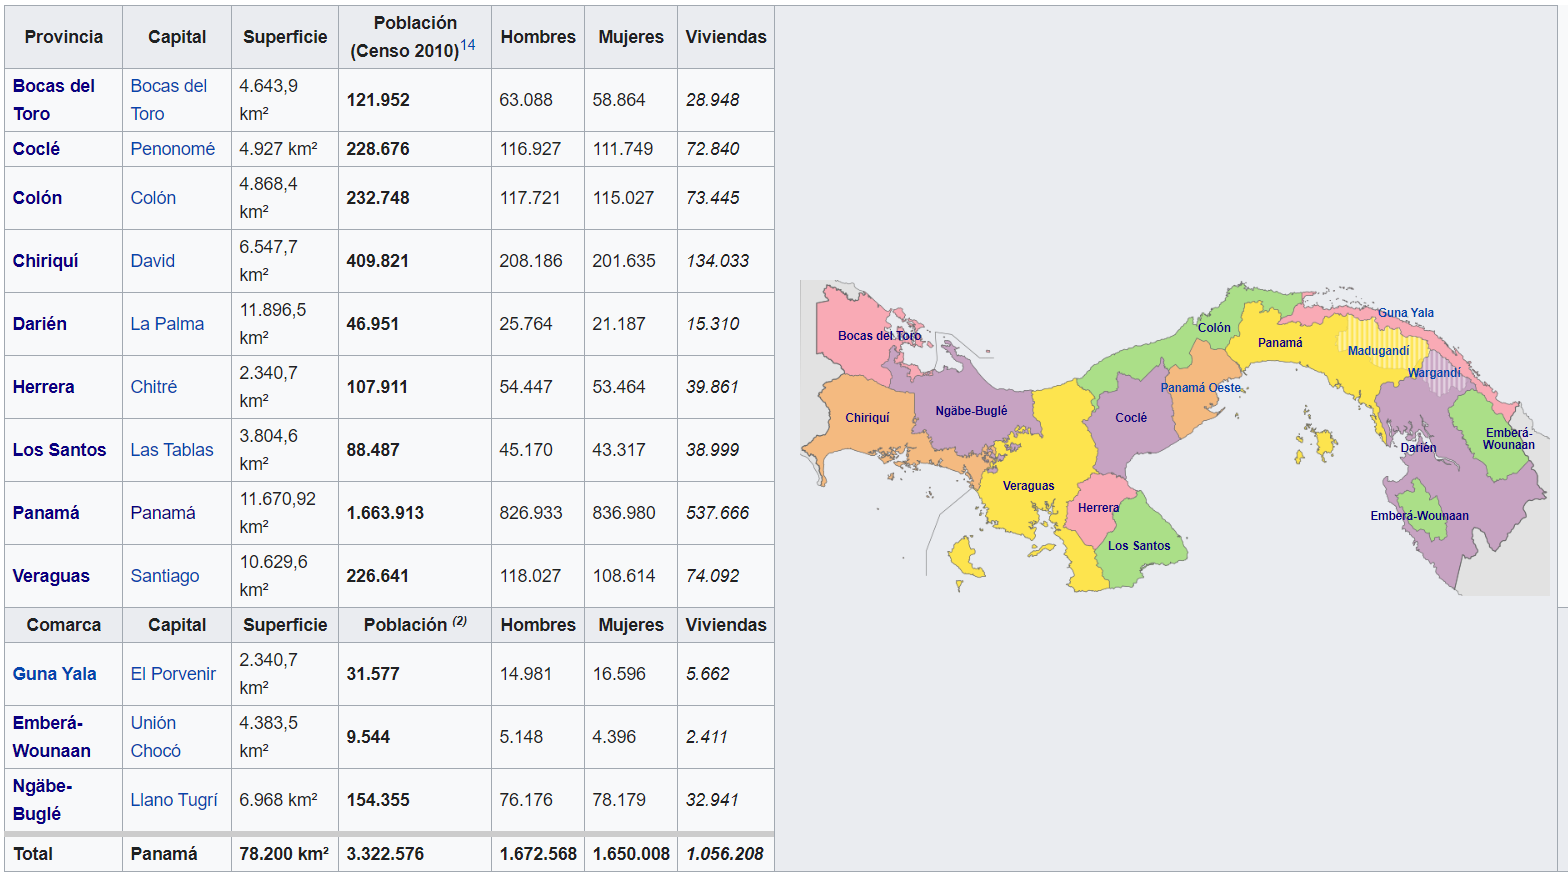 Provincia Capital Superficie Población (Censo 2010)14 Hombres Mujeres Viviendas
Bocas del Toro Bocas del Toro 4.643,9 km² 121.952 63.088 58.864 28.948
Coclé Penonomé 4.927 km² 228.676 116.927 111.749 72.840
Colón Colón 4.868,4 km² 232.748 117.721 115.027 73.445
Chiriquí David 6.547,7 km² 409.821 208.186 201.635 134.033
Darién La Palma 11.896,5 km² 46.951 25.764 21.187 15.310
Herrera Chitré 2.340,7 km² 107.911 54.447 53.464 39.861
Los Santos Las Tablas 3.804,6 km² 88.487 45.170 43.317 38.999
Panamá Panamá 11.670,92 km² 1.663.913 826.933 836.980 537.666
Veraguas Santiago 10.629,6 km² 226.641 118.027 108.614 74.092
Comarca Capital Superficie Población (2) Hombres Mujeres Viviendas
Guna Yala El Porvenir 2.340,7 km² 31.577 14.981 16.596 5.662
Emberá-Wounaan Unión Chocó 4.383,5 km² 9.544 5.148 4.396 2.411
Ngäbe-Buglé Llano Tugrí 6.968 km² 154.355 76.176 78.179 32.941
Total Panamá 78.200 km² 3.322.576 1.672.568 1.650.008 1.056.208
Bocas del Toro
Chiriquí
Ngäbe-Buglé
Veraguas
Herrera
Los Santos
Coclé
Colón
Panamá Oeste
Panamá
Guna Yala
Madugandí
Wargandí
Darién
Emberá-
Wounaan
Emberá-Wounaan